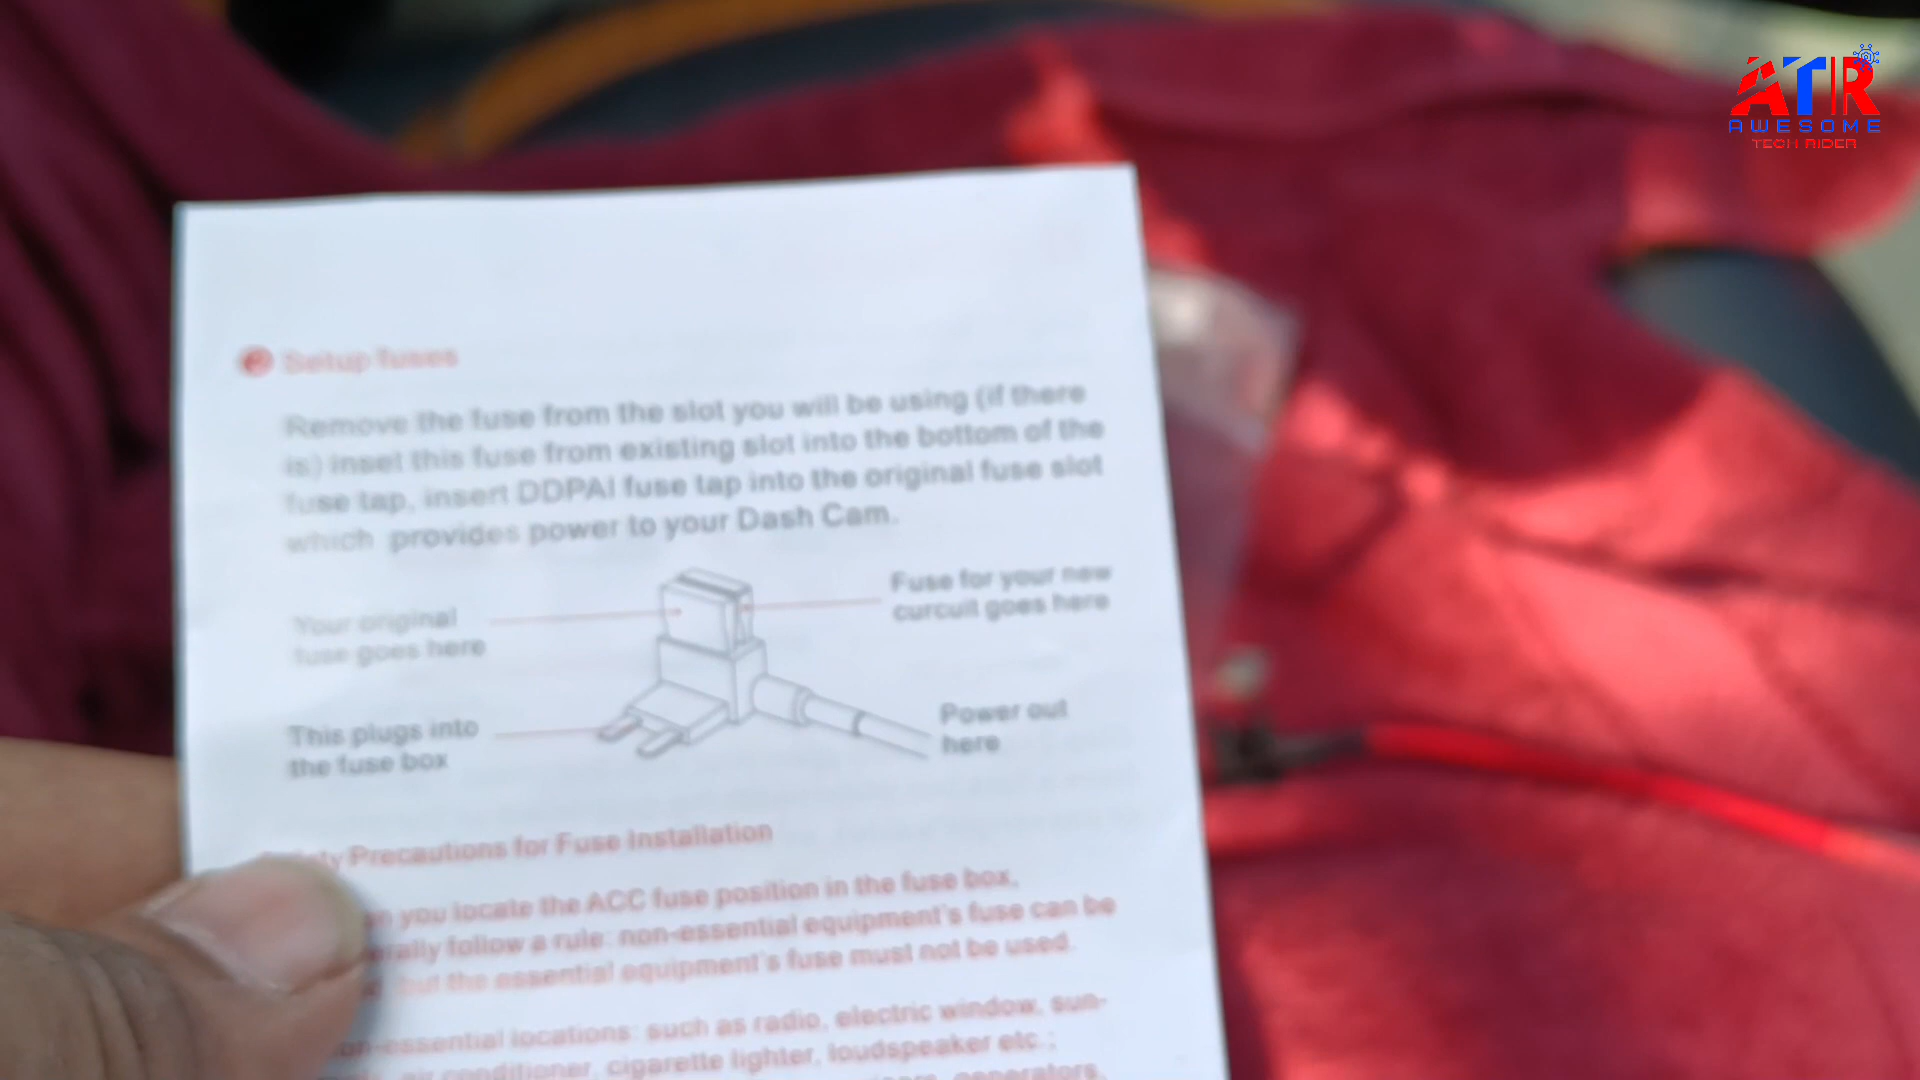 ATR
AWESOME
TECH RIDER
2 Setup fuses
Remove the fuse from the slot you will be using (if there
is) inset this fuse from existing slot into the bottom of the
fuse tap, insert DDPAI fuse tap into the original fuse slot
which provides power to your Dash Cam.
Your original
fuse goes here
Fuse for your new
curcuit goes here
This plugs into
the fuse box
Power out
here
Precautions for Fuse Installation
you locate the ACC fuse position in the fuse box,
follow a rule: non-essential equipment's fuse can be
but the essential equipment's fuse must not be used.
locations: such as radio, electric window, sun-
air conditioner, cigarette lighter, loudspeaker etc.;
generators,